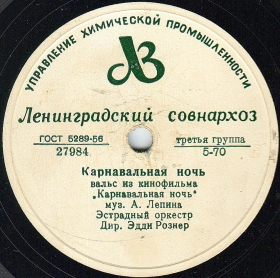 УПРАВЛЕНИЕ ХИМИЧЕСКОЙ ПРОМЫШЛЕННОСТИ
ЛЗ
Ленинградский совнархоз
ГОСТ 5289-56 третья группа
27984 5-70
Карнавальная ночь
вальс из кинофильма
„Карнавальная ночь"
муз. А. Лепина
Эстрадный оркестр
Дир. Эдди Рознер